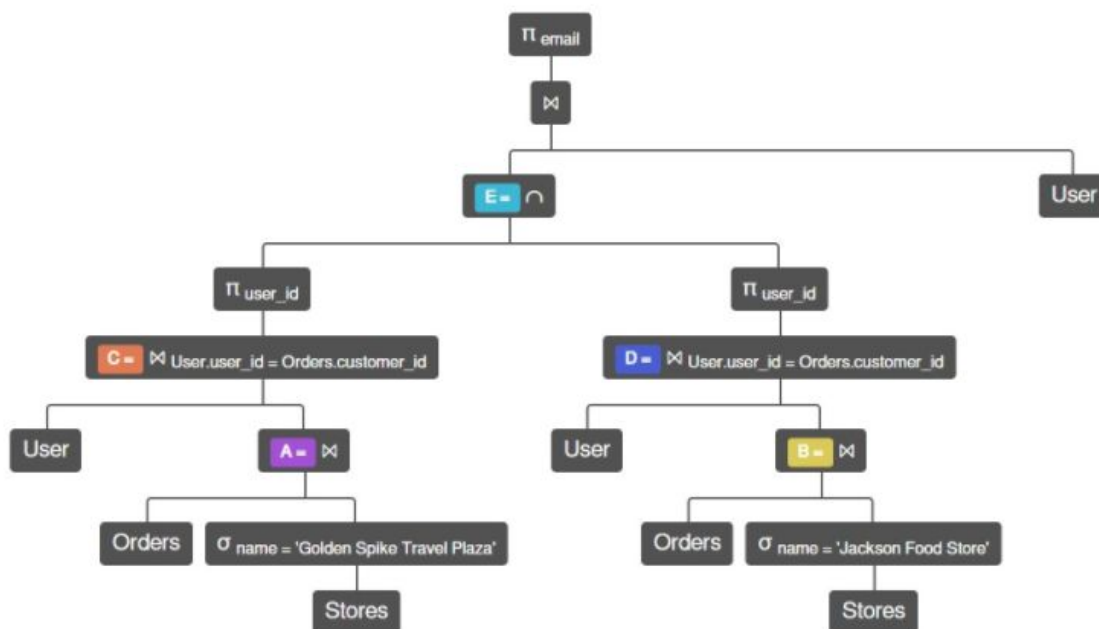 π email
⋈
E = ∩
User
π user_id
π user_id
C = ⋈ User.user_id = Orders.customer_id
D = ⋈ User.user_id = Orders.customer_id
User
A = ⋈
User
B = ⋈
Orders
σ name = 'Golden Spike Travel Plaza'
Orders
σ name = 'Jackson Food Store'
Stores
Stores